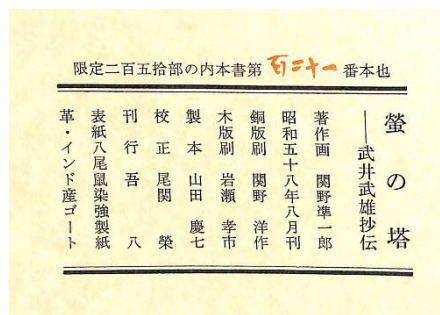 限定二百五拾部の内本書第百二十一番本也
螢の塔
──武井武雄抄伝
著作画 関野凖一郎
昭和五十八年八月刊
銅版刷 関野洋作
木版刷 岩瀬孝市
製本 山田慶七
校正 尾関榮
刊行 吾八
表紙八尾鼠染強製紙
革・インド産ゴート